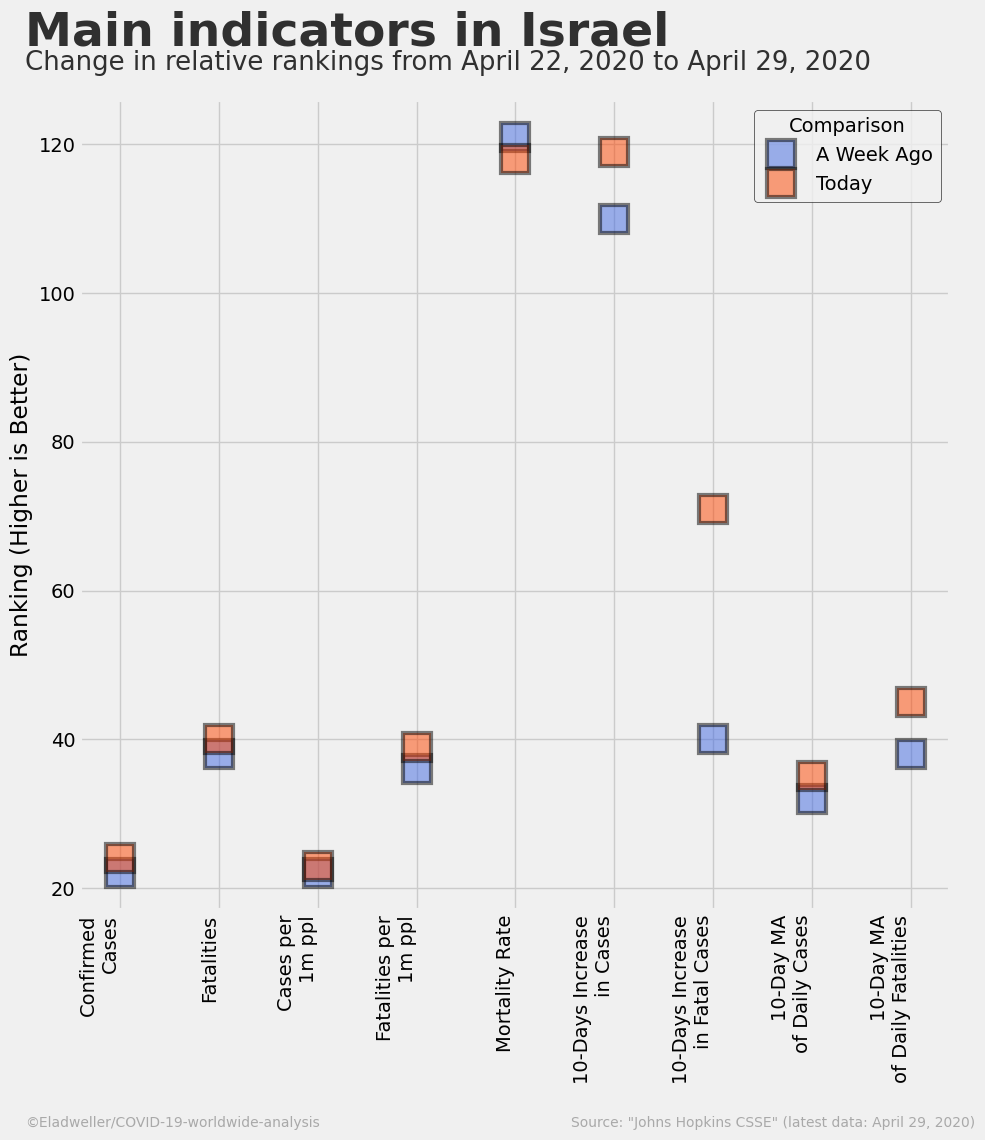 Main indicators in Israel
Change in relative rankings from April 22, 2020 to April 29, 2020
Comparison
A Week Ago
Today
Ranking (Higher is Better)
120
100
80
60
40
20
Confirmed
Cases
Fatalities
Cases per
1m ppl
Fatalities per
1m ppl
Mortality Rate
10-Days Increase
in Cases
10-Days Increase
in Fatal Cases
10-Day MA
of Daily Cases
10-Day MA
of Daily Fatalities
©Eladweller/COVID-19-worldwide-analysis
Source: "Johns Hopkins CSSE" (latest data: April 29, 2020)